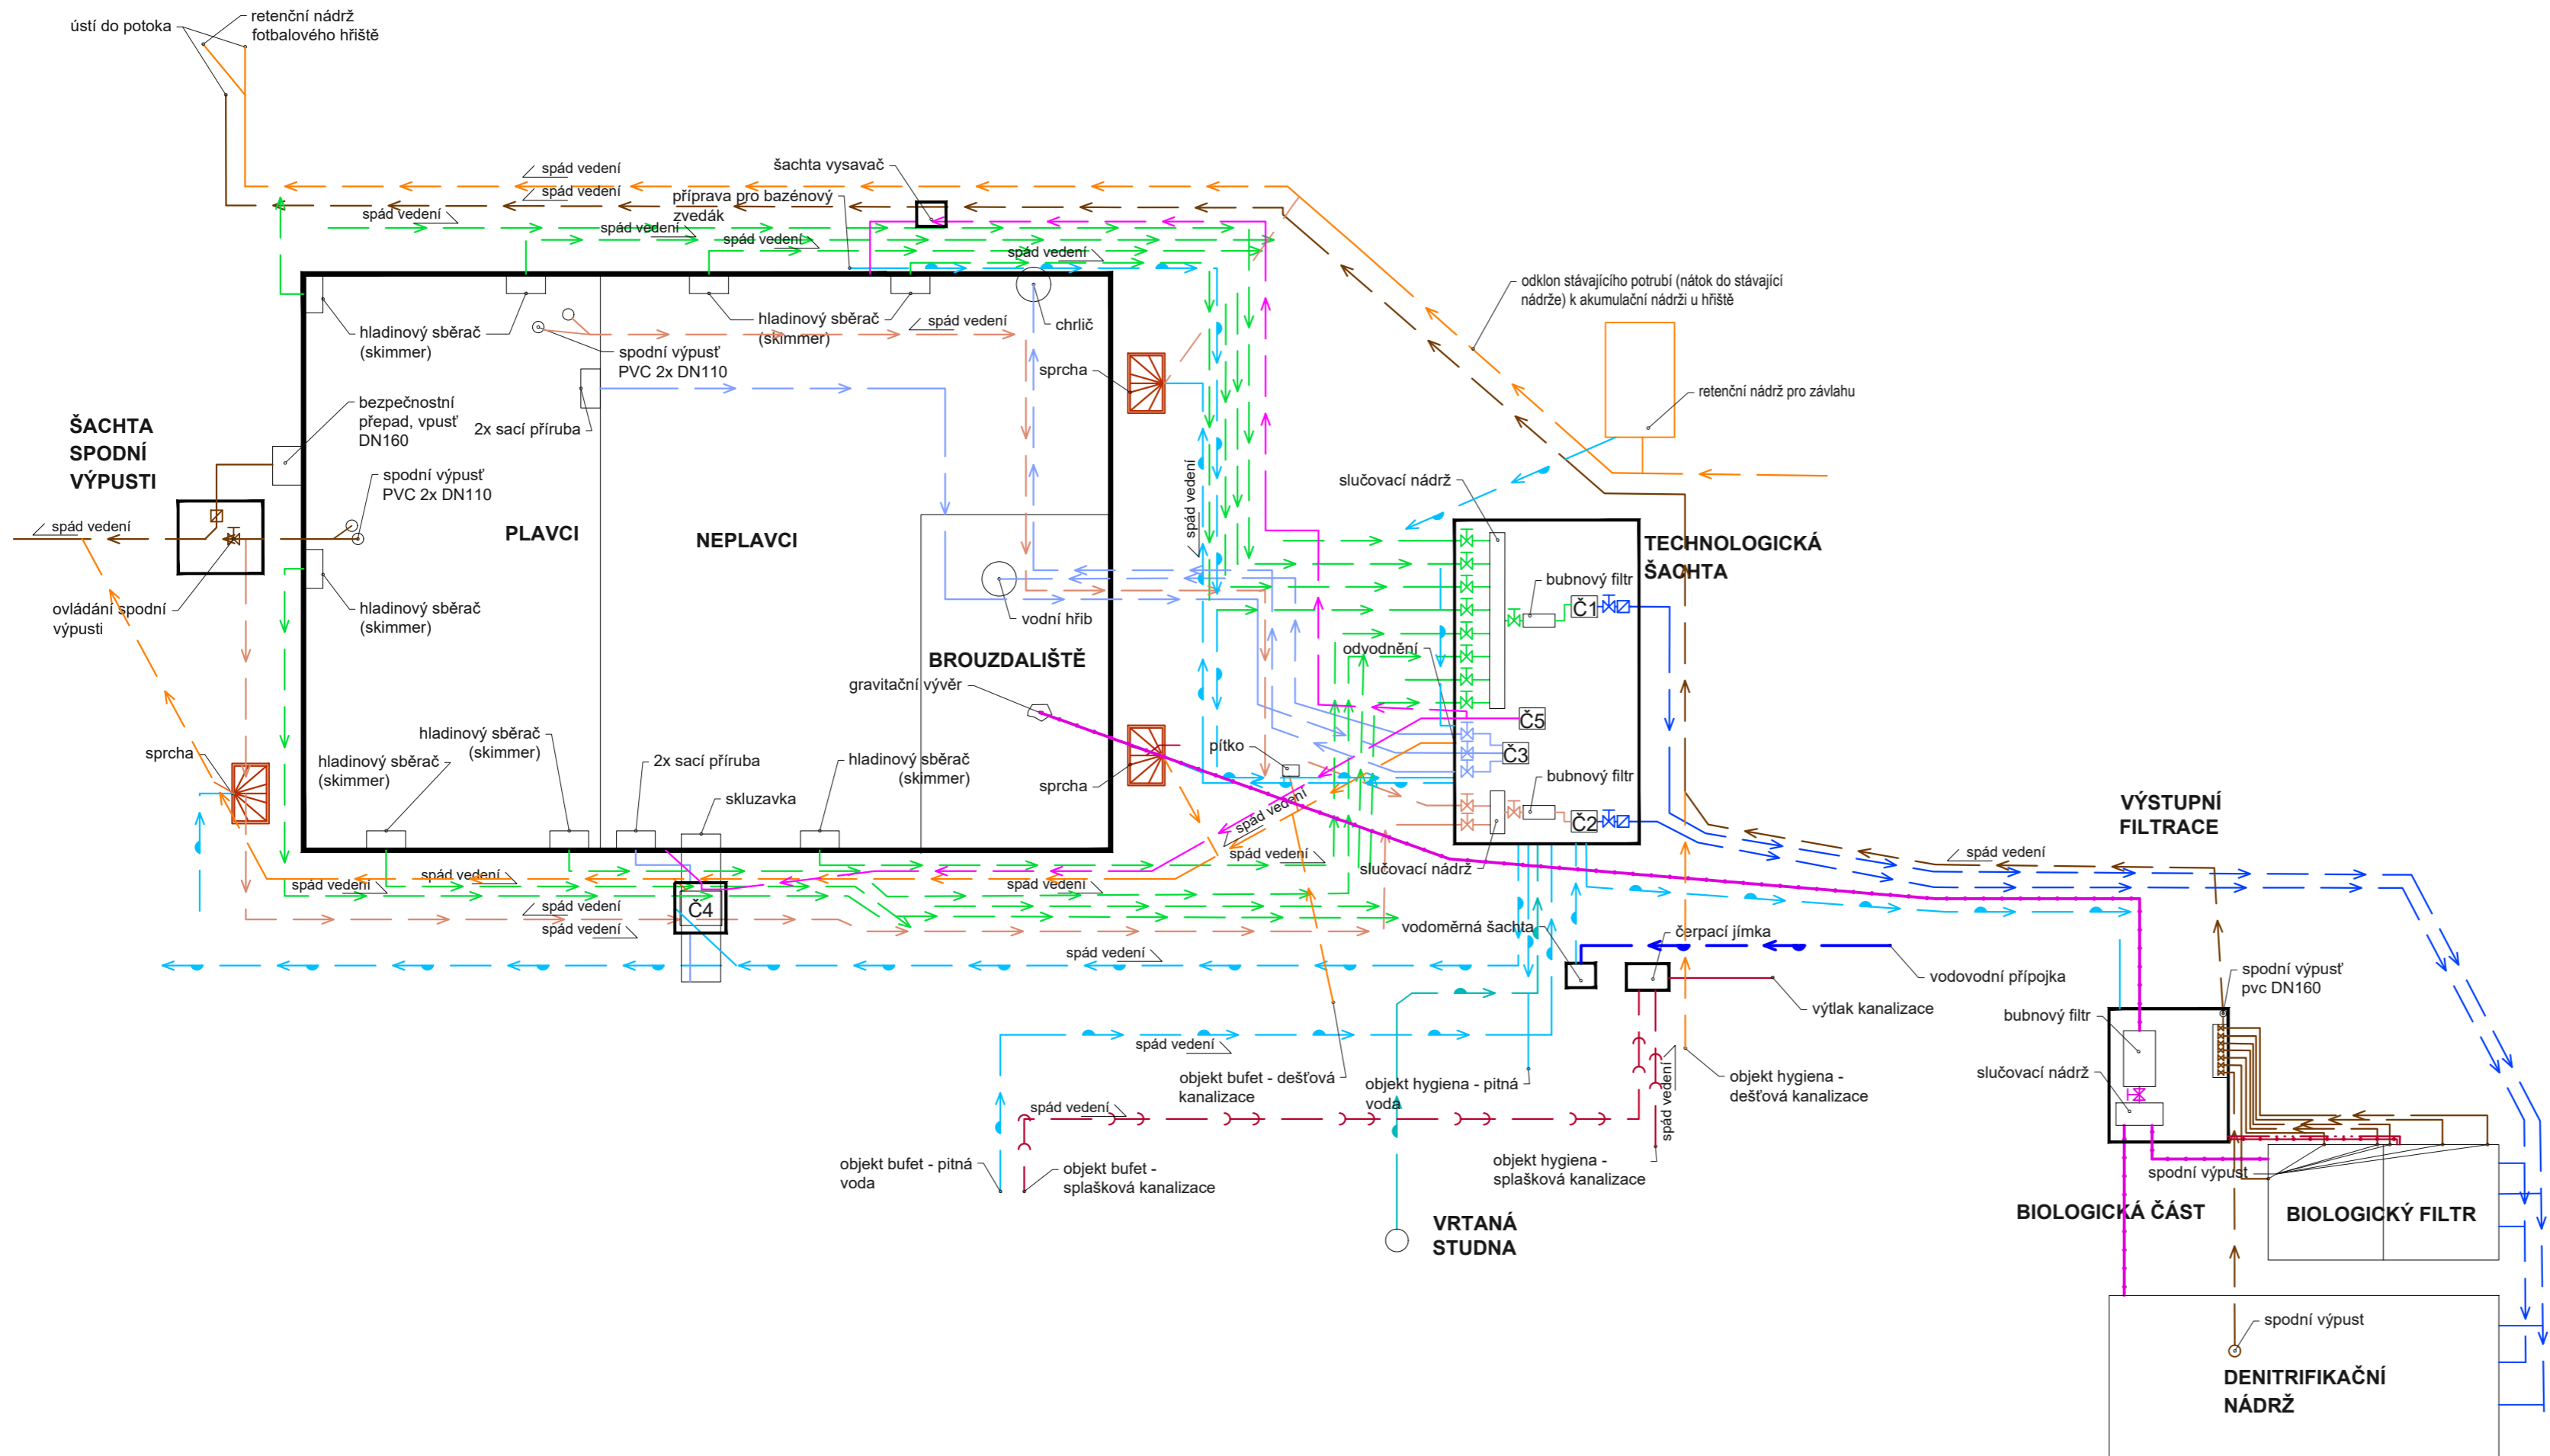 retenční nádrž
fotbalového hřiště
ústí do potoka
šachta vysavač
spád vedení
spád vedení
příprava pro bazénový
zvedák
spád vedení
spád vedení
spád vedení
spád vedení
odklon stávajícího potrubí (nátok do stávající
nádrže) k akumulační nádrži u hřiště
hladinový sběrač
(skimmer)
hladinový sběrač
(skimmer)
spád vedení
chrlič
spodní výpusť
PVC 2x DN110
sprcha
retenční nádrž pro závlahu
bezpečnostní
přepad, vpusť
DN160
2x sací příruba
ŠACHTA
SPODNÍ
VÝPUSTI
spodní výpusť
PVC 2x DN110
slučovací nádrž
spád vedení
spád vedení
PLAVCI
NEPLAVCI
TECHNOLOGICKÁ
ŠACHTA
bubnový filtr
Č1
ovládání spodní
výpusti
hladinový sběrač
(skimmer)
vodní hřib
odvodnění
BROUZDALIŠTĚ
gravitační vývěr
Č5
hladinový sběrač
(skimmer)
sprcha
hladinový sběrač
(skimmer)
2x sací příruba
hladinový sběrač
(skimmer)
pítko
Č3
sprcha
bubnový filtr
skluzavka
spád vedení
Č2
VÝSTUPNÍ
FILTRACE
spád vedení
spád vedení
slučovací nádrž
spád vedení
spád vedení
spád vedení
spád vedení
Č4
spád vedení
vodoměrná šachta
čerpací jímka
spád vedení
vodovodní přípojka
spodní výpusť
pvc DN160
výtlak kanalizace
bubnový filtr
spád vedení
spád vedení
objekt bufet - dešťová
kanalizace
objekt hygiena - pitná
voda
objekt hygiena -
dešťová kanalizace
slučovací nádrž
spád vedení
objekt bufet - pitná
voda
objekt bufet -
splašková kanalizace
objekt hygiena -
splašková kanalizace
spodní výpust
BIOLOGICKÁ ČÁST
BIOLOGICKÝ FILTR
VRTANÁ
STUDNA
spodní výpust
DENITRIFIKAČNÍ
NÁDRŽ